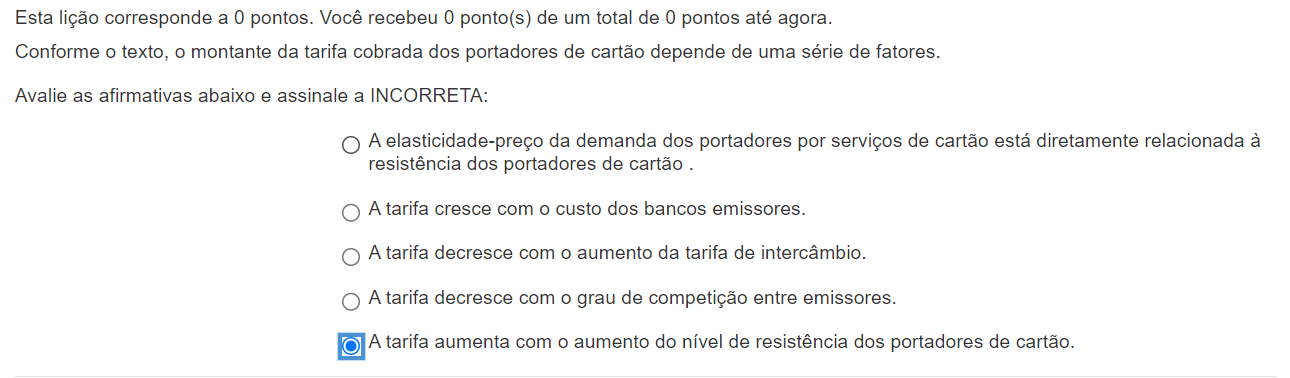 Esta lição corresponde a 0 pontos. Você recebeu 0 ponto(s) de um total de 0 pontos até agora.
Conforme o texto, o montante da tarifa cobrada dos portadores de cartão depende de uma série de fatores.
Avalie as afirmativas abaixo e assinale a INCORRETA:
A elasticidade-preço da demanda dos portadores por serviços de cartão está diretamente relacionada à
resistência dos portadores de cartão .
A tarifa cresce com o custo dos bancos emissores.
A tarifa decresce com o aumento da tarifa de intercâmbio.
A tarifa decresce com o grau de competição entre emissores.
A tarifa aumenta com o aumento do nível de resistência dos portadores de cartão.